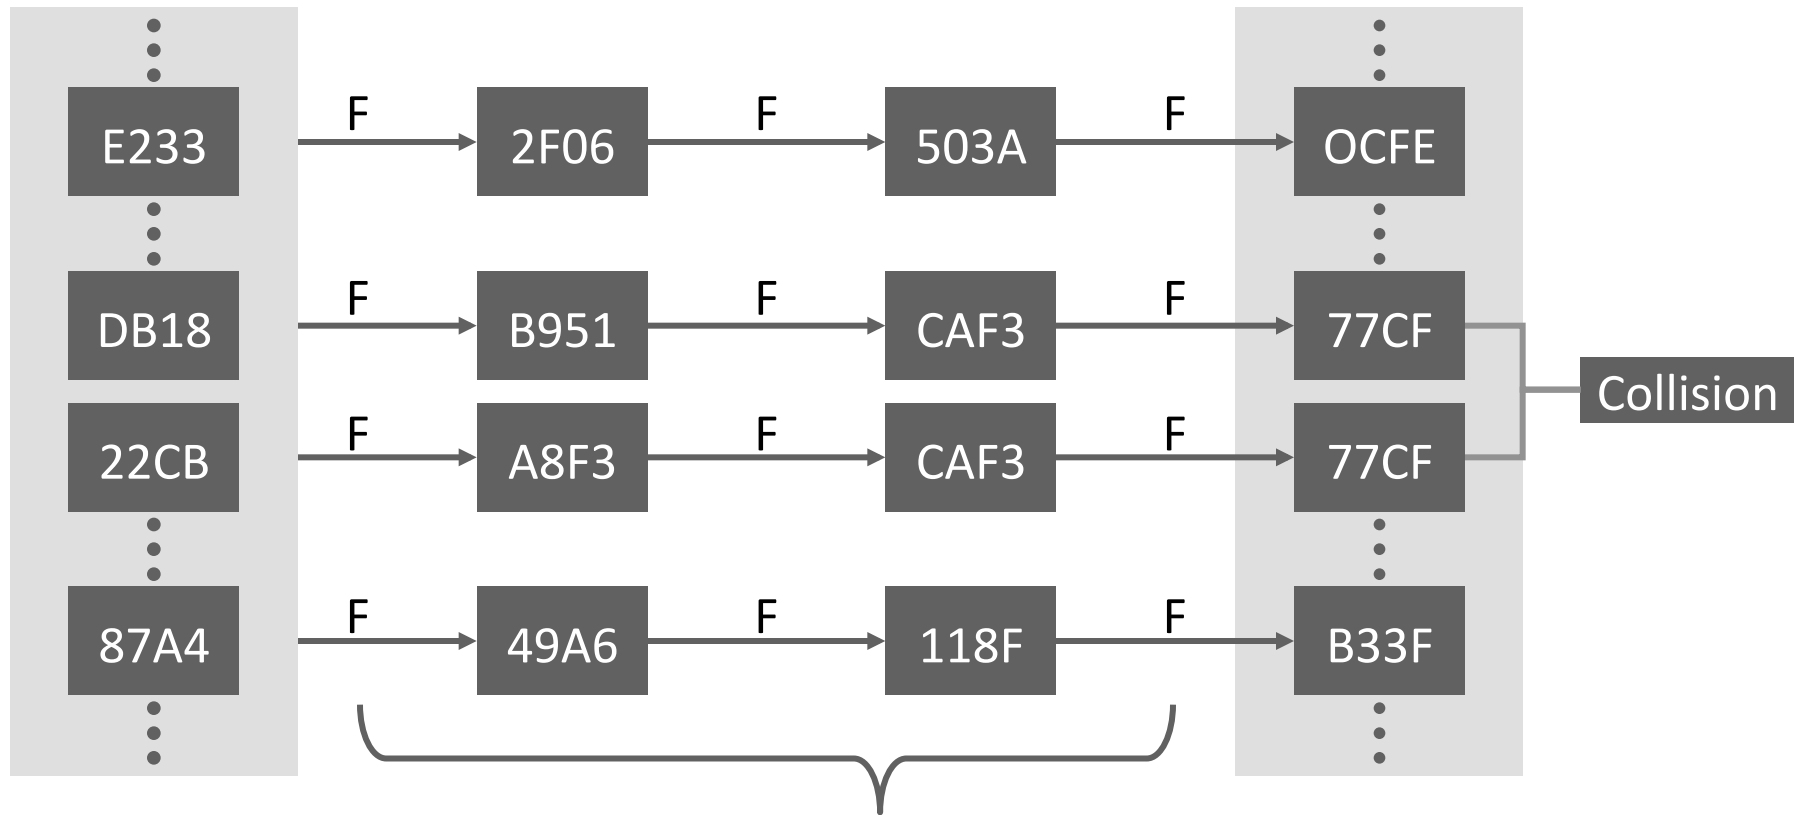 F F F
E233 2F06 503A OCFE
F F F
DB18 B951 CAF3 77CF
Collision
F F F
22CB A8F3 CAF3 77CF
F F F
87A4 49A6 118F B33F